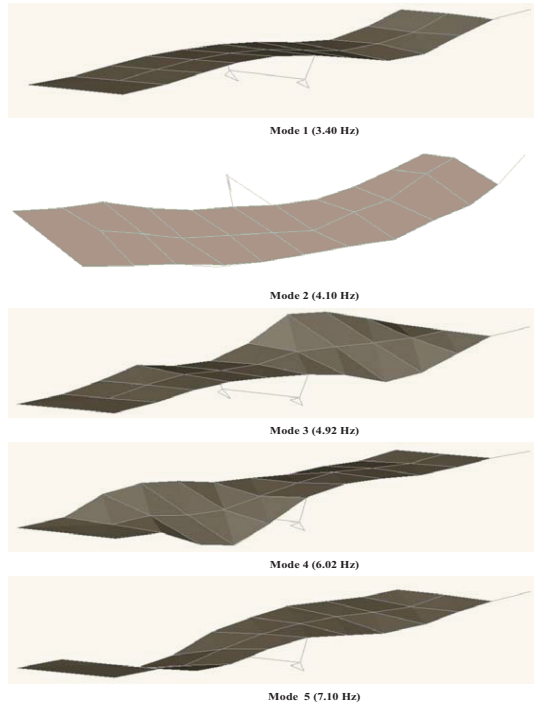 Mode 1 (3.40 Hz)
Mode 2 (4.10 Hz)
Mode 3 (4.92 Hz)
Mode 4 (6.02 Hz)
Mode 5 (7.10 Hz)